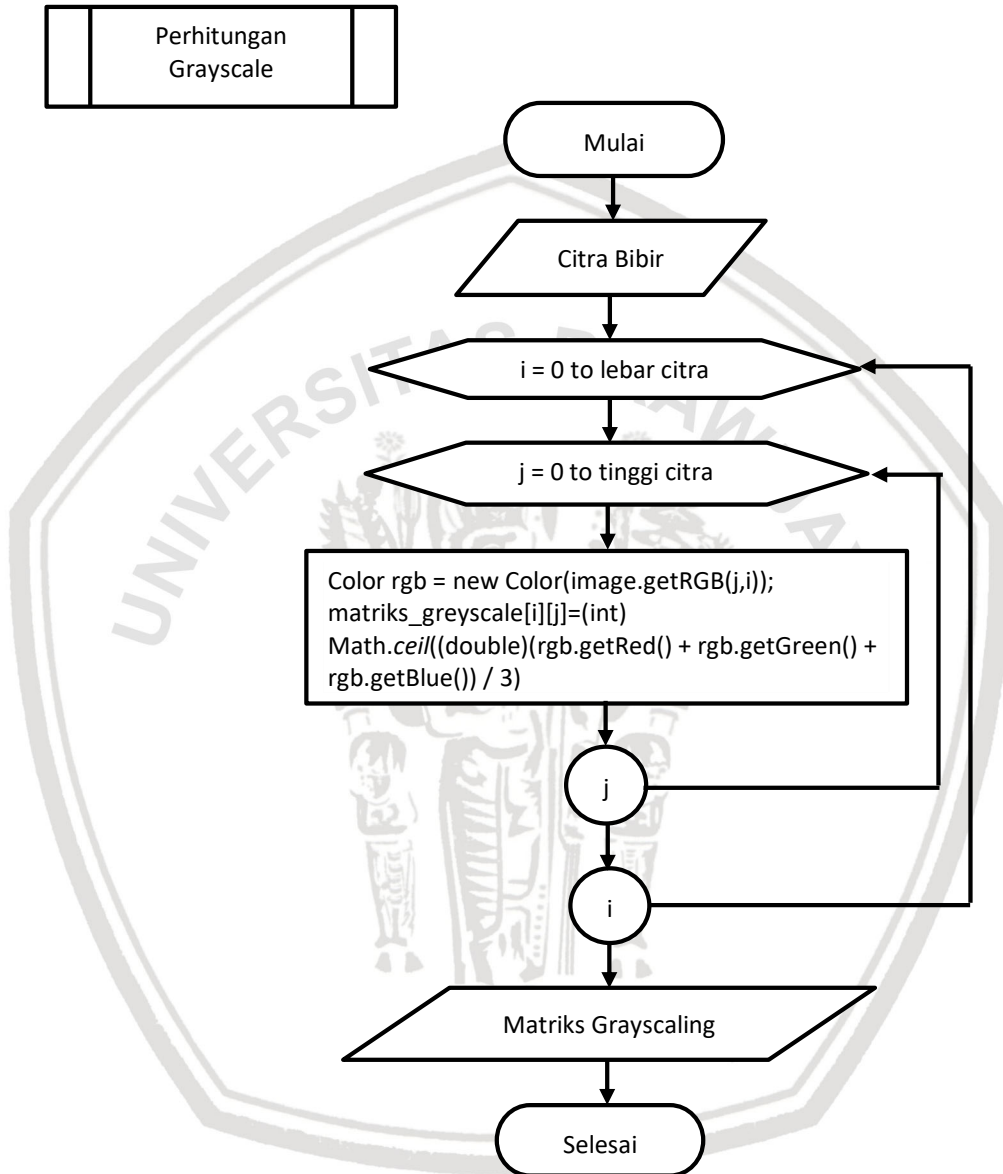 Perhitungan
Grayscale
Mulai
Citra Bibir
i = 0 to lebar citra
j = 0 to tinggi citra
Color rgb = new Color(image.getRGB(j,i));
matriks_greyscale[i][j]=(int)
Math.ceil((double)(rgb.getRed() + rgb.getGreen() +
rgb.getBlue()) / 3)
j
i
Matriks Grayscaling
Selesai
UNIVERSITAS